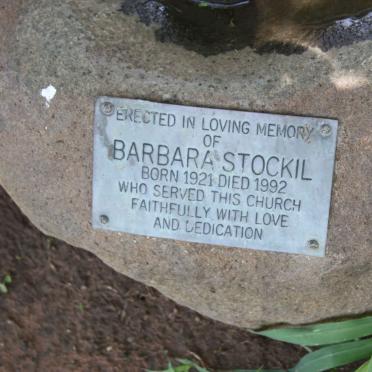 ERECTED IN LOVING MEMORY
OF
BARBARA STOCKIL
BORN 1921 DIED 1992
WHO SERVED THIS CHURCH
FAITHFULLY WITH LOVE
AND DEDICATION